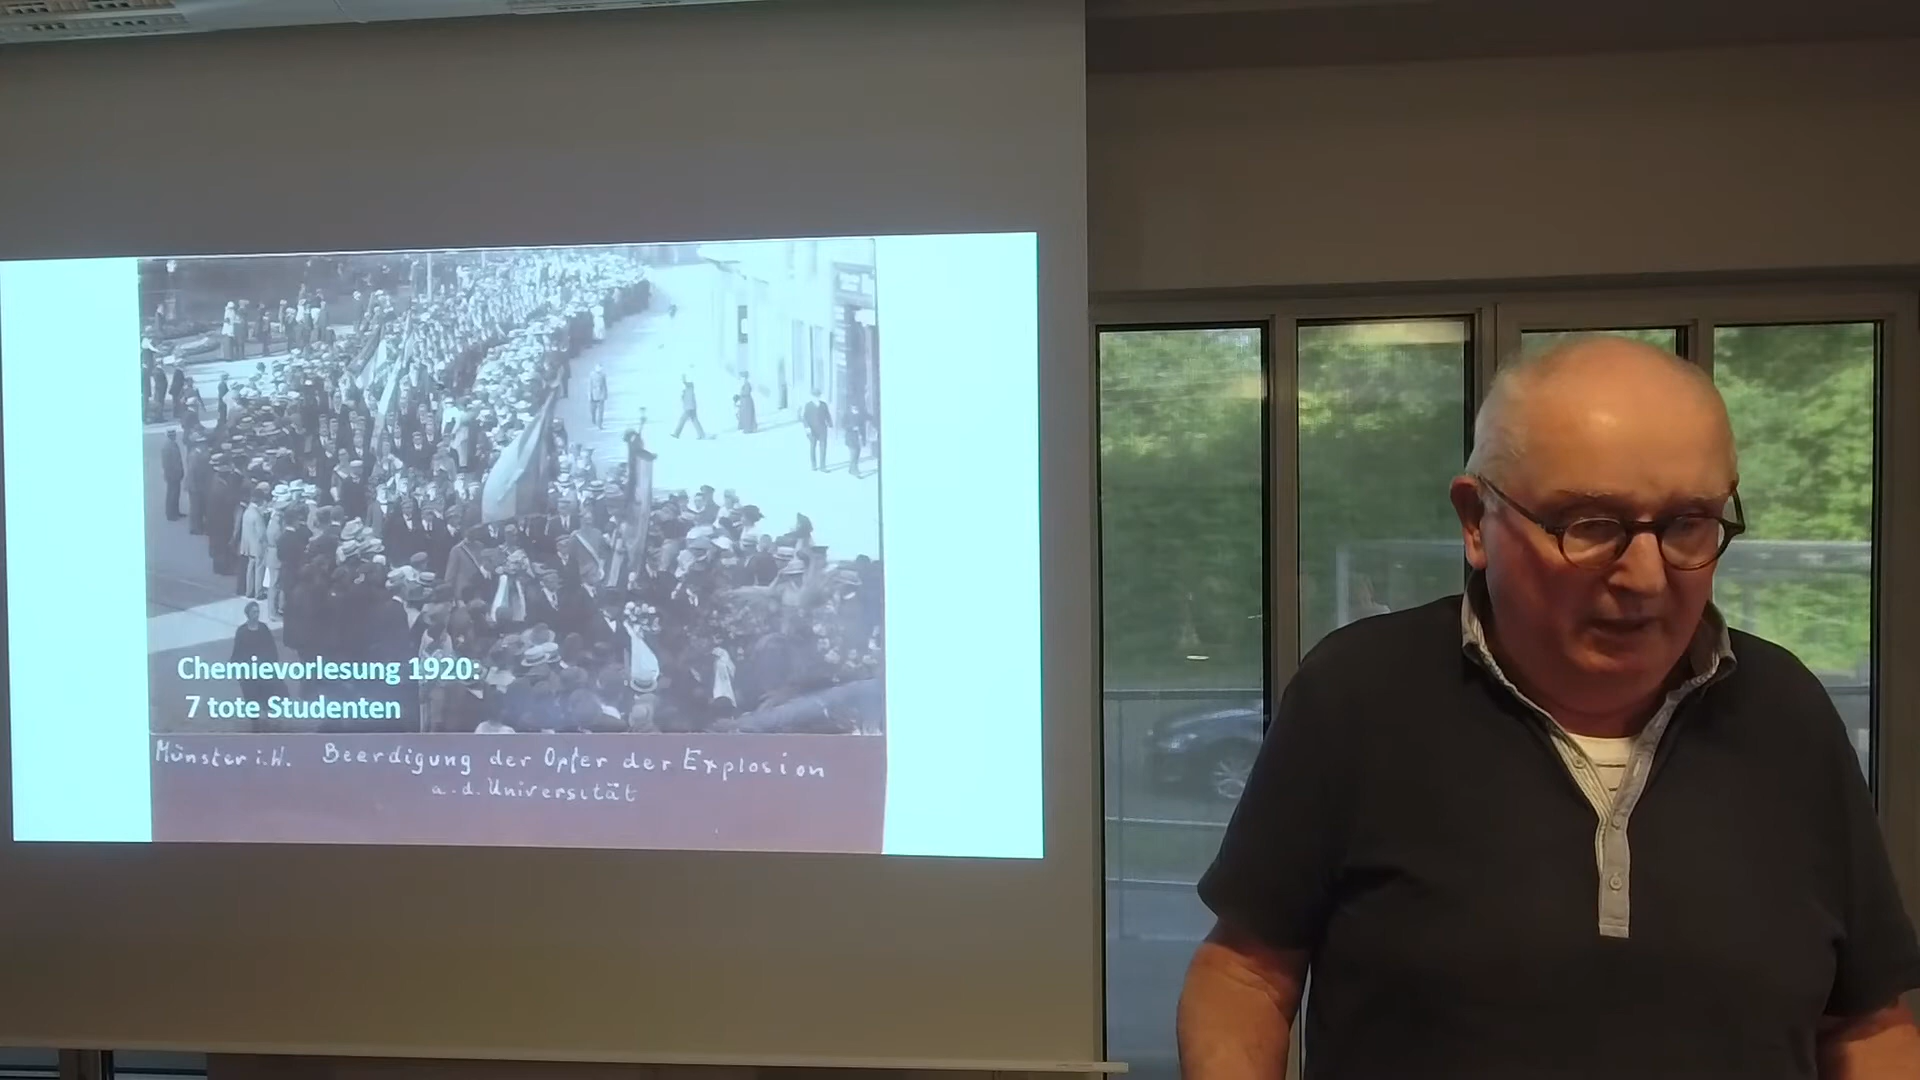 Chemievorlesung 1920:
7 tote Studenten
Münster i.W. Beerdigung der Opfer der Explosion
a.d. Universität